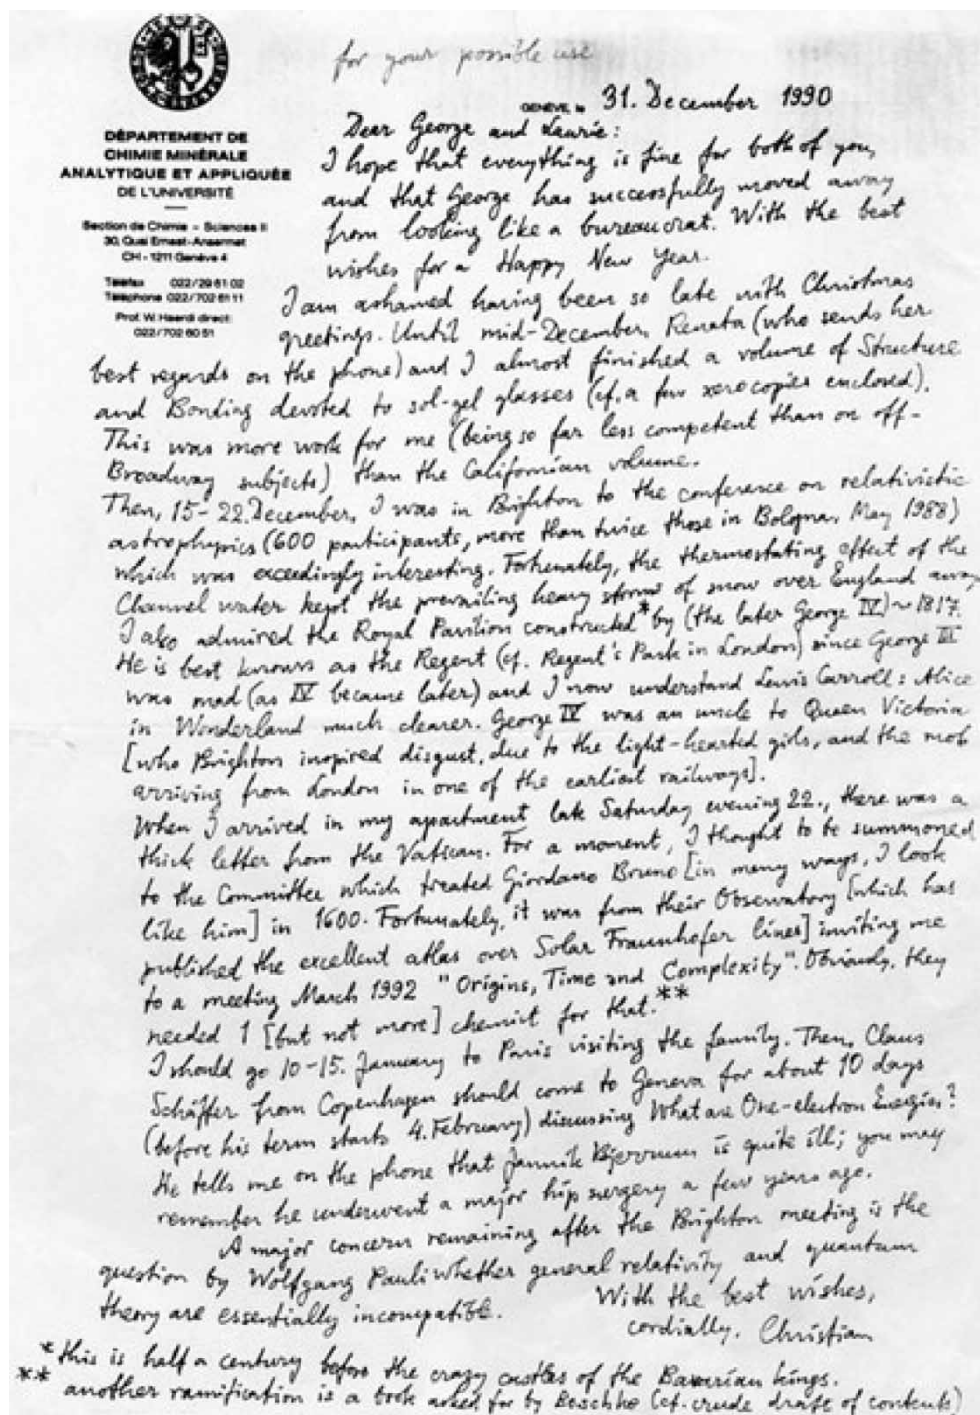 for your possible use
GENÈVE, le 31. December 1990
DÉPARTEMENT DE
CHIMIE MINÉRALE
ANALYTIQUE ET APPLIQUÉE
DE L'UNIVERSITÉ
Section de Chimie – Sciences II
30, Quai Ernest-Ansermet
CH - 1211 Genève 4
Téléfax 022/29 61 02
Téléphone 022/702 61 11
Prof. W. Haerdi direct:
022/702 60 51
Dear George and Laurie:
I hope that everything is fine for both of you,
and that George has successfully moved away
from looking like a bureaucrat. With the best
wishes for a Happy New Year.
I am ashamed having been so late with Christmas
greetings. Until mid-December, Renata (who sends her
best regards on the phone) and I almost finished a volume of Structure
and Bonding devoted to sol-gel glasses (cf. a few xerocopies enclosed).
This was more work for me (being so far less competent than on off-
Broadway subjects) than the Californian volume.
Then, 15-22. December, I was in Brighton to the conference on relativistic
astrophysics (600 participants, more than twice those in Bologna, May 1988)
which was exceedingly interesting. Fortunately, the thermostating effect of the
Channel water kept the prevailing heavy storms of snow over England away
I also admired the Royal Pavilion constructed* by (the later George IV) ~ 1817.
He is best known as the Regent (cf. Regent's Park in London) since George III
was mad (as IV became later) and I now understand Lewis Carroll: Alice
in Wonderland much clearer. George IV was an uncle to Queen Victoria
[who Brighton inspired disgust, due to the light-hearted girls, and the mob
arriving from London in one of the earliest railways].
When I arrived in my apartment late Saturday evening 22., there was a
thick letter from the Vatican. For a moment, I thought to be summoned
to the Committee which treated Giordano Bruno [in many ways, I look
like him] in 1600. Fortunately, it was from their Observatory [which has
published the excellent atlas over Solar Fraunhofer lines] inviting me
to a meeting March 1992 "Origins, Time and Complexity". Obviously, they
needed 1 [but not more] chemist for that.**
I should go 10-15. January to Paris visiting the family. Then, Claus
Schäffer from Copenhagen should come to Geneva for about 10 days
(before his term starts 4. February) discussing What are One-electron Energies?
He tells me on the phone that Jannik Bjerrum is quite ill; you may
remember he underwent a major hip surgery a few years ago.
A major concern remaining after the Brighton meeting is the
question by Wolfgang Pauli whether general relativity and quantum
theory are essentially incompatible.
With the best wishes,
cordially, Christian
* this is half a century before the crazy castles of the Bavarian kings.
** another ramification is a book asked for by (cf. crude draft of contents)